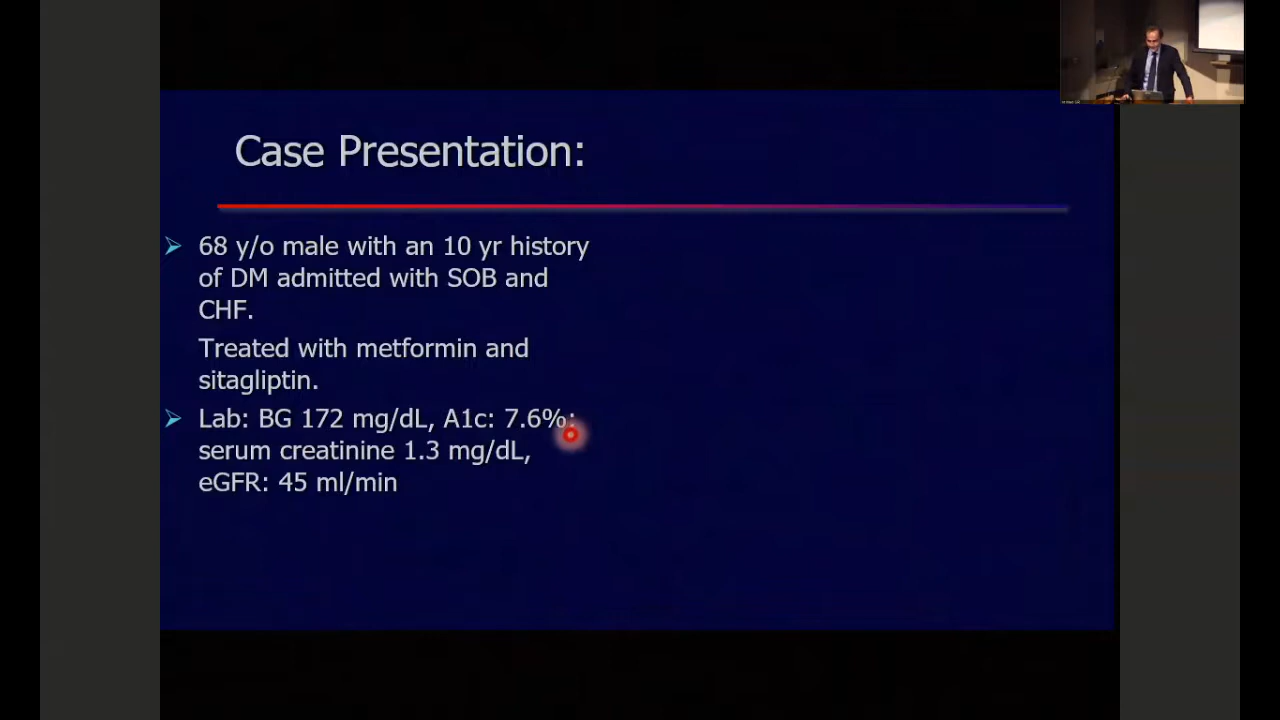 Case Presentation:
68 y/o male with an 10 yr history
of DM admitted with SOB and
CHF.
Treated with metformin and
sitagliptin.
Lab: BG 172 mg/dL, A1c: 7.6%;
serum creatinine 1.3 mg/dL,
eGFR: 45 ml/min